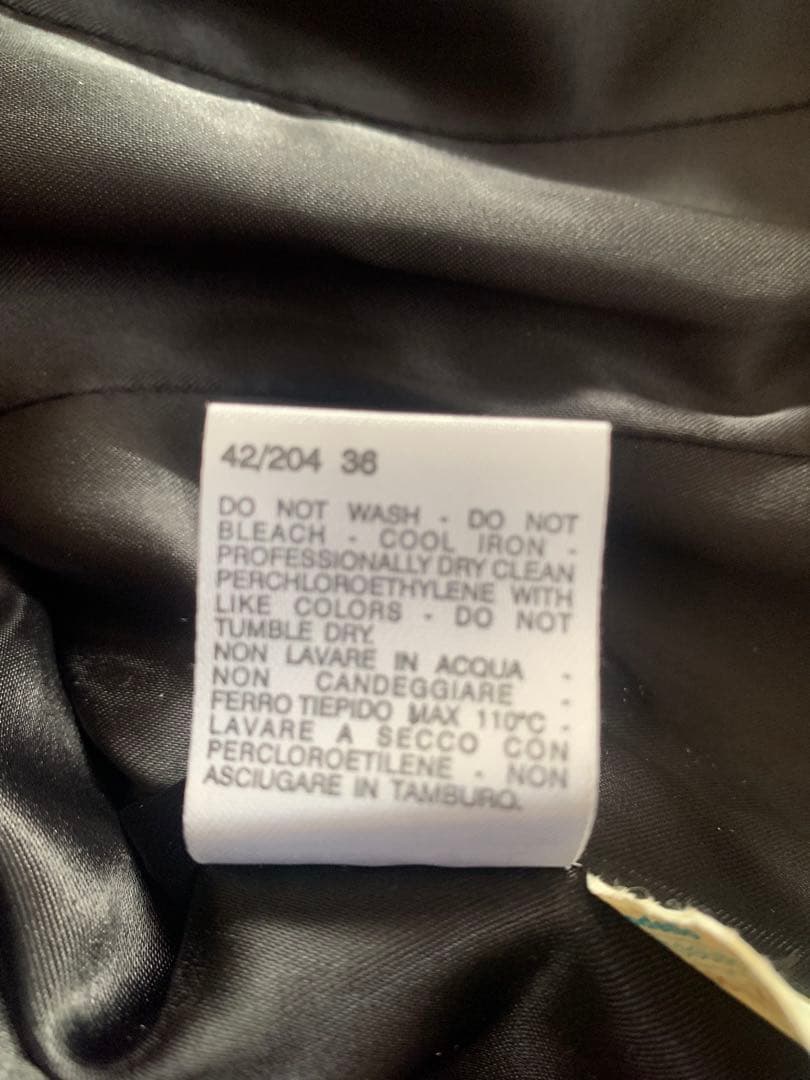 42/204 36
DO NOT WASH - DO NOT
BLEACH - COOL IRON -
PROFESSIONALLY DRY CLEAN
PERCHLOROETHYLENE WITH
LIKE COLORS - DO NOT
TUMBLE DRY.
NON LAVARE IN ACQUA -
NON CANDEGGIARE -
FERRO TIEPIDO MAX 110°C -
LAVARE A SECCO CON
PERCLOROETILENE - NON
ASCIUGARE IN TAMBURO.